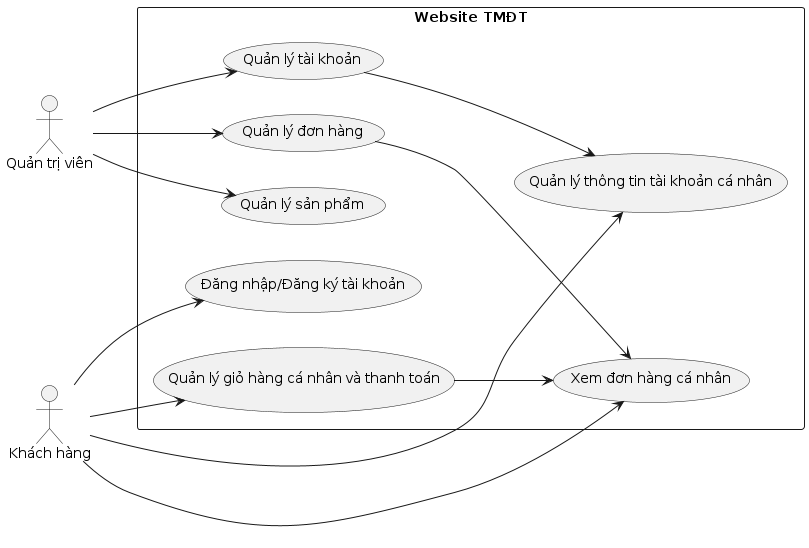 Website TMĐT
Quản lý tài khoản
Quản lý đơn hàng
Quản trị viên
Quản lý thông tin tài khoản cá nhân
Quản lý sản phẩm
Đăng nhập/Đăng ký tài khoản
Quản lý giỏ hàng cá nhân và thanh toán
Xem đơn hàng cá nhân
Khách hàng